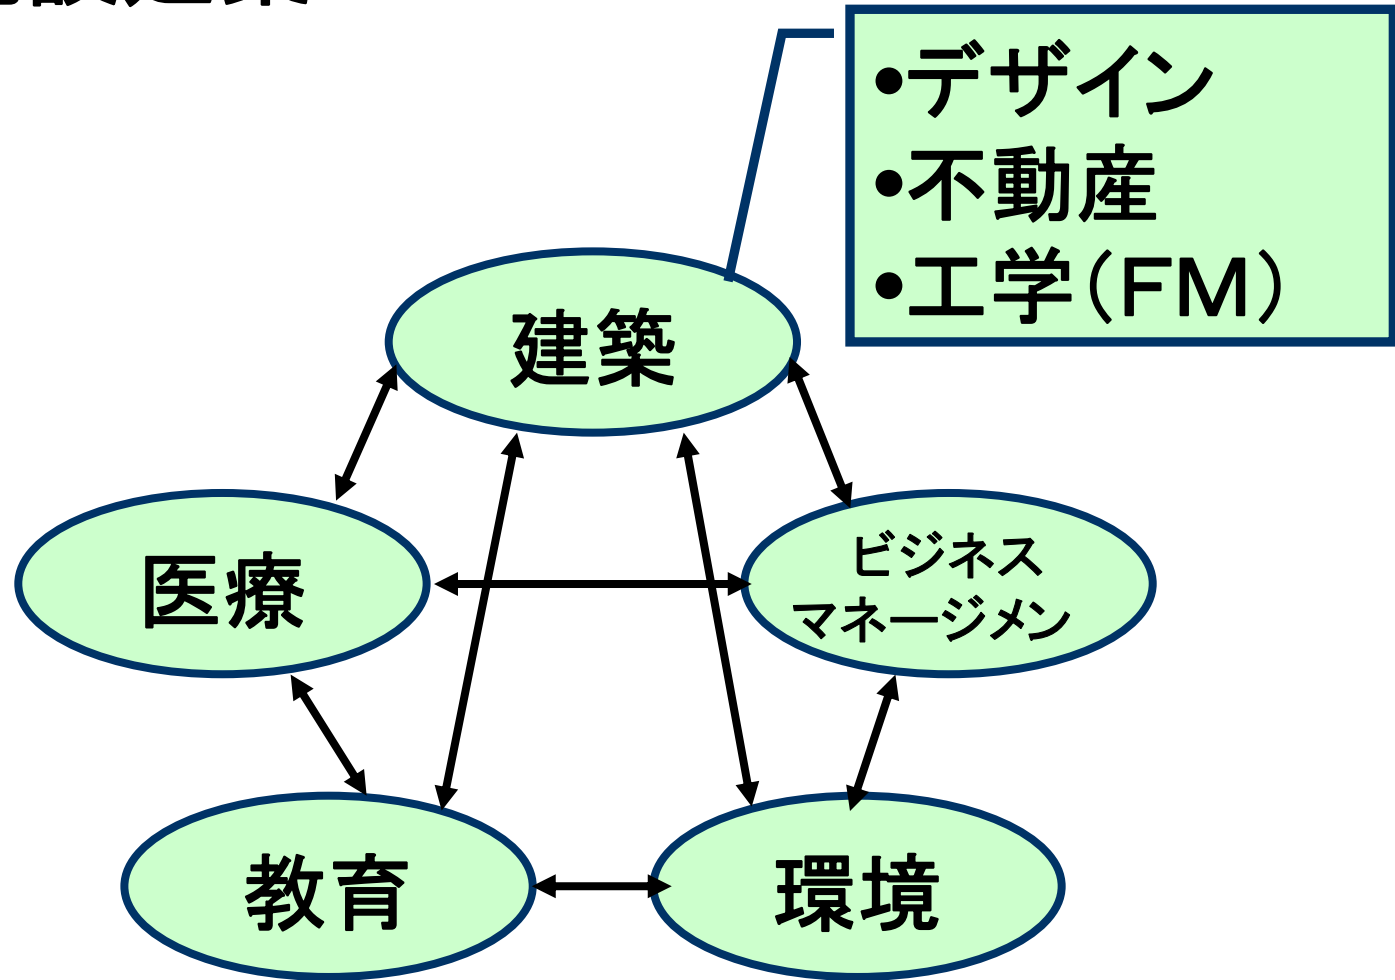 •デザイン
•不動産
•工学（ＦＭ）
建築
医療
ビジネス
マネージメン
教育
環境